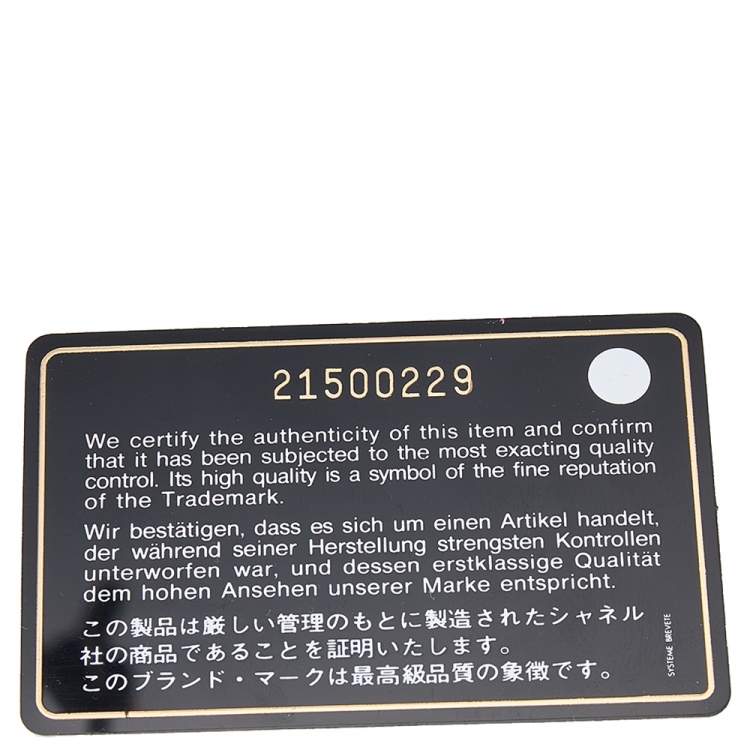 21500229
We certify the authenticity of this item and confirm
that it has been subjected to the most exacting quality
control. Its high quality is a symbol of the fine reputation
of the Trademark.
Wir bestätigen, dass es sich um einen Artikel handelt,
der während seiner Herstellung strengsten Kontrollen
unterworfen war, und dessen erstklassige Qualität
dem hohen Ansehen unserer Marke entspricht.
この製品は厳しい管理のもとに製造されたシャネル
社の商品であることを証明いたします。
このブランド・マークは最高級品質の象徴です。
SYSTEME BREVETE